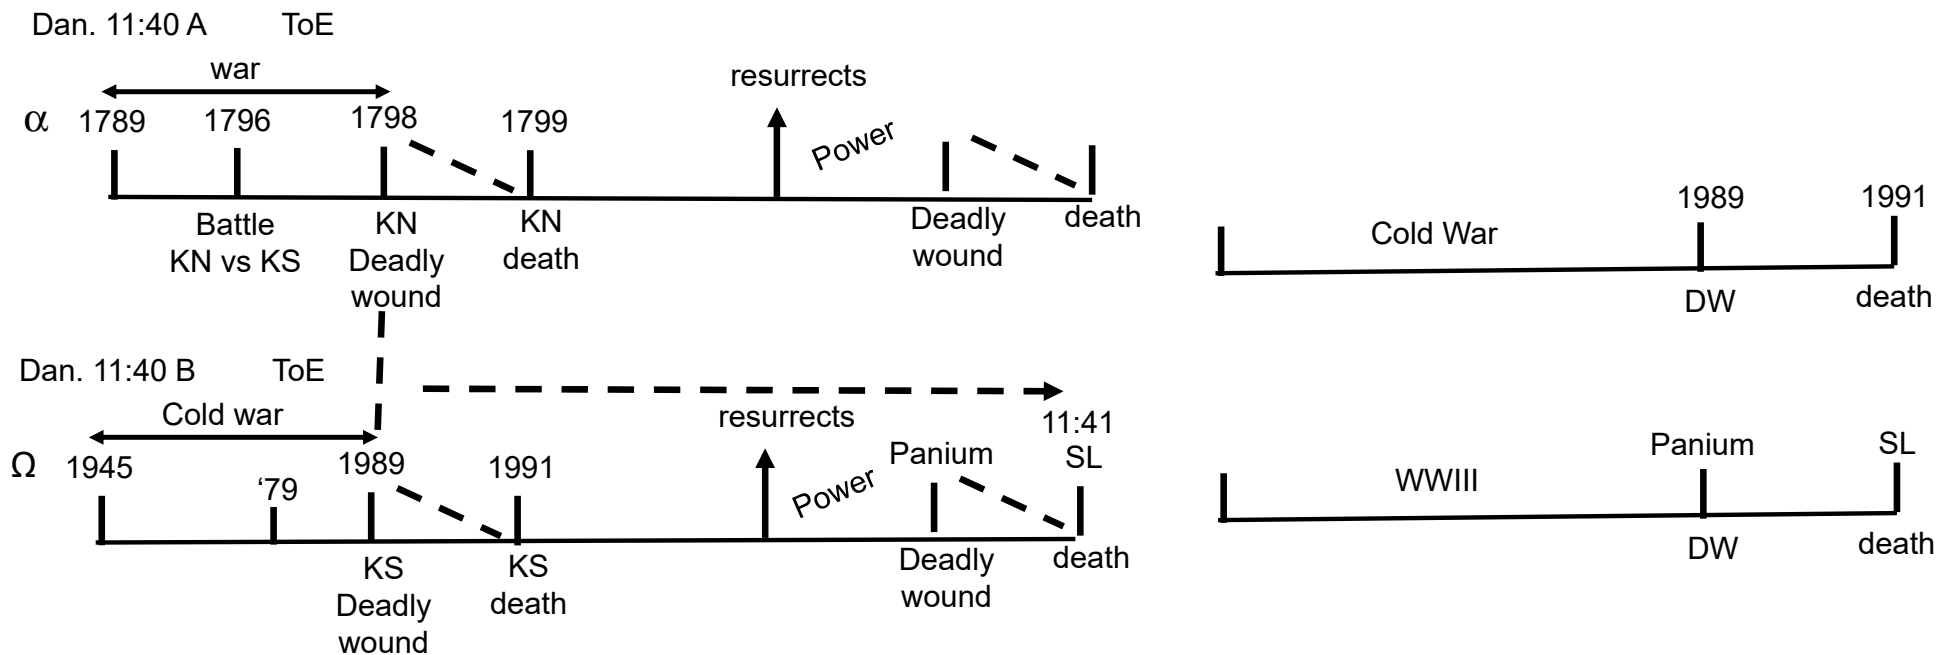 Dan. 11:40 A ToE
war
α 1789 1796 1798 1799
resurrects
Power
Battle
KN vs KS
KN
Deadly
wound
KN
death
Deadly
wound
death
1989 1991
Cold War
DW death
Dan. 11:40 B ToE
Cold war
Ω 1945 '79 1989 1991
resurrects
Power
Panium
11:41
SL
KS
Deadly
wound
KS
death
Deadly
wound
death
Panium SL
WWIII
DW death